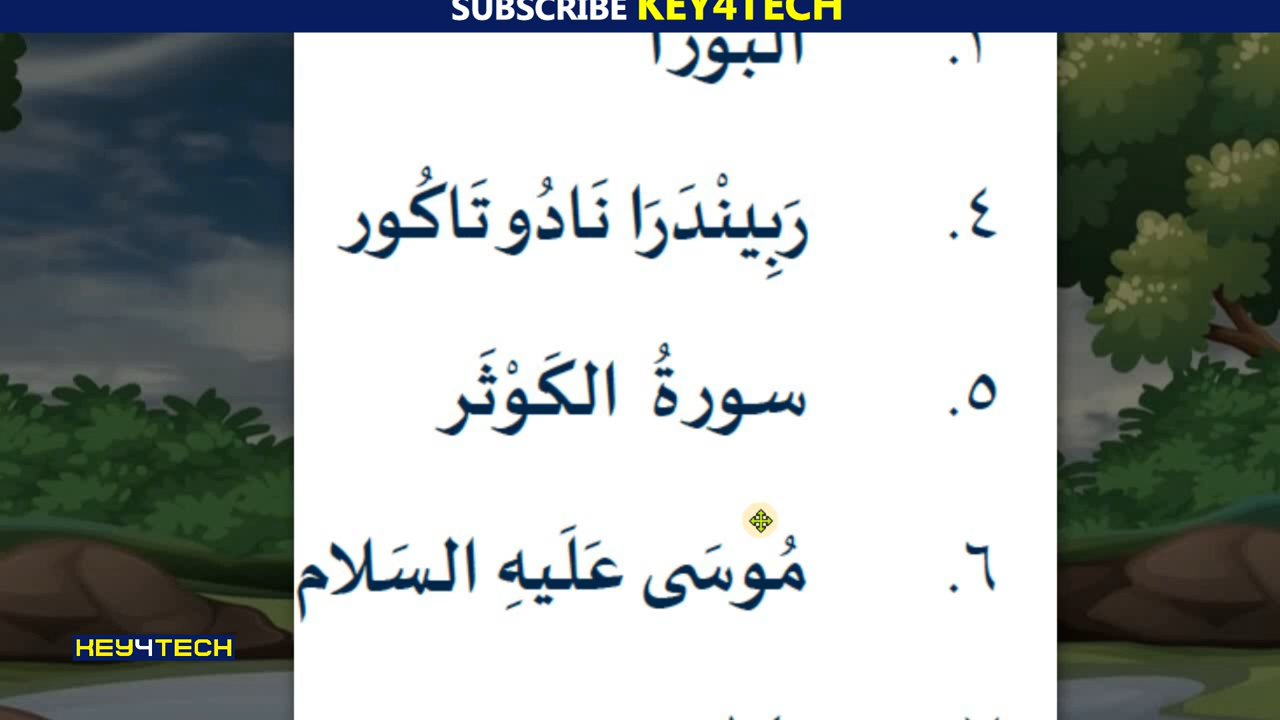 SUBSCRIBE KEY4TECH
٤. رَبِينْدَرَا نَادُو تَاكُور
٥. سورةُ الكَوْثَر
٦. مُوسَى عَلَيهِ السَلام
KEY4TECH